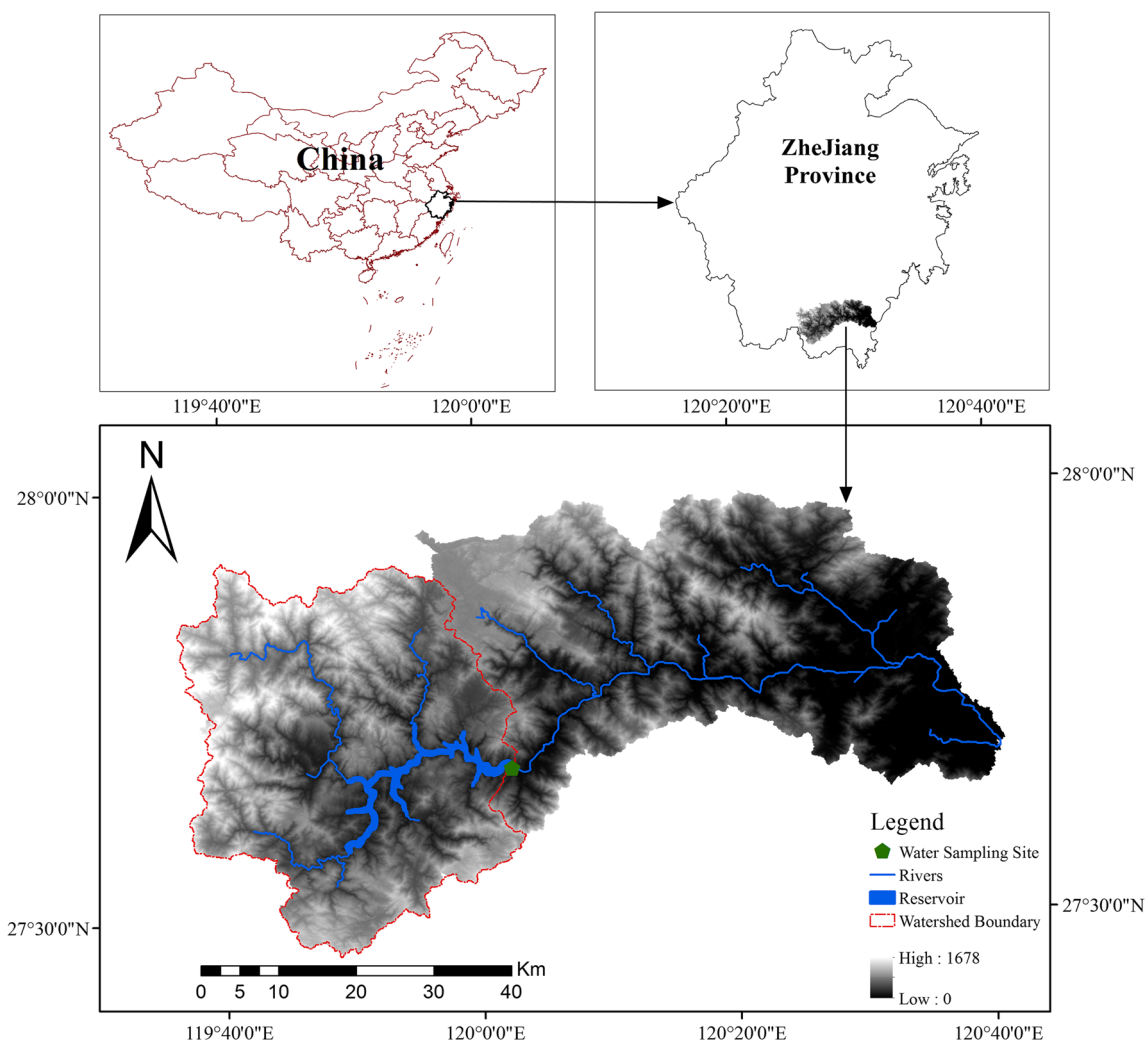 China
ZheJiang
Province
119°40'0"E
120°0'0"E
120°20'0"E
120°40'0"E
N
28°0'0"N
28°0'0"N
Legend
Water Sampling Site
Rivers
Reservoir
Watershed Boundary
27°30'0"N
27°30'0"N
High : 1678
Low : 0
Km
0 5 10 20 30 40
119°40'0"E
120°0'0"E
120°20'0"E
120°40'0"E